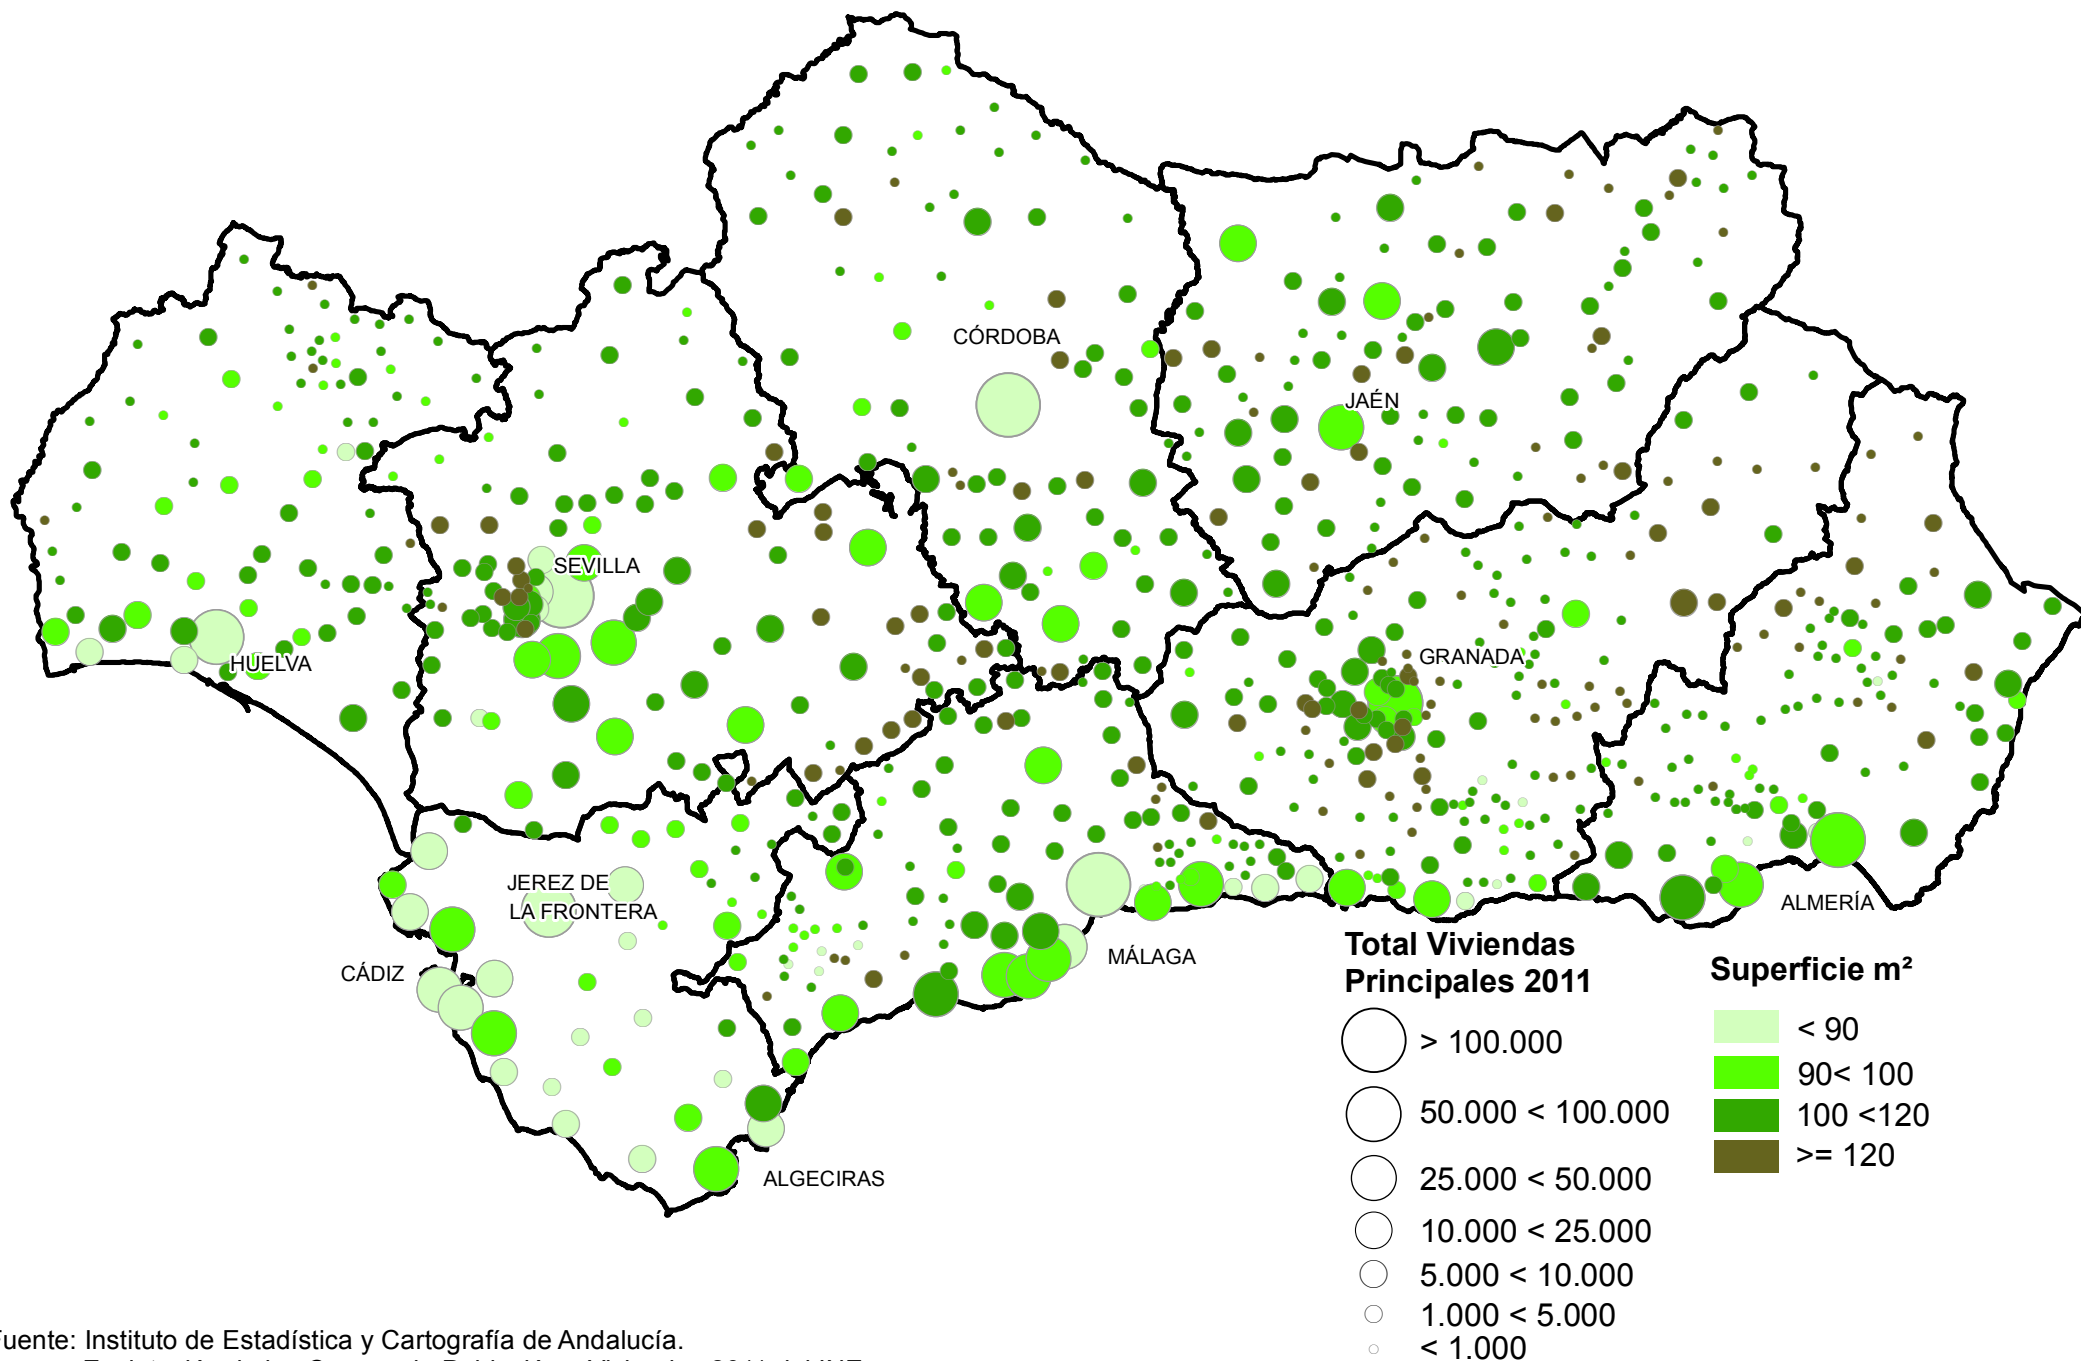 CÓRDOBA
JAÉN
SEVILLA
HUELVA
GRANADA
JEREZ DE
LA FRONTERA
ALMERÍA
CÁDIZ
MÁLAGA
ALGECIRAS
Total Viviendas
Principales 2011
> 100.000
50.000 < 100.000
25.000 < 50.000
10.000 < 25.000
5.000 < 10.000
1.000 < 5.000
< 1.000
Superficie m²
< 90
90< 100
100 <120
>= 120
Fuente: Instituto de Estadística y Cartografía de Andalucía.